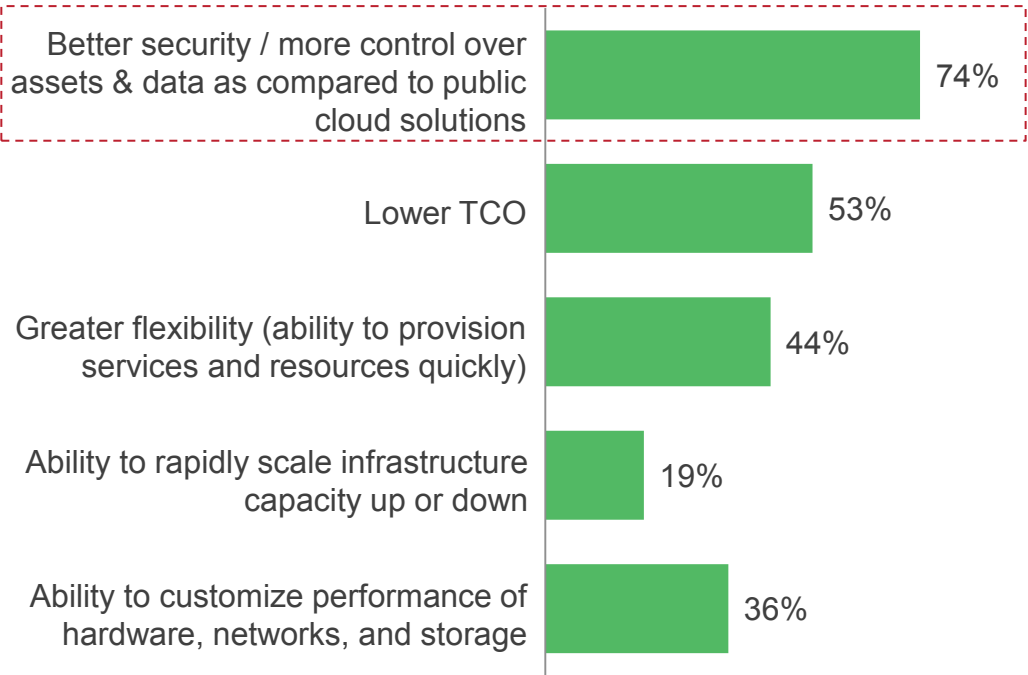 Better security / more control over
assets & data as compared to public
cloud solutions
74%
Lower TCO
53%
Greater flexibility (ability to provision
services and resources quickly)
44%
Ability to rapidly scale infrastructure
capacity up or down
19%
Ability to customize performance of
hardware, networks, and storage
36%